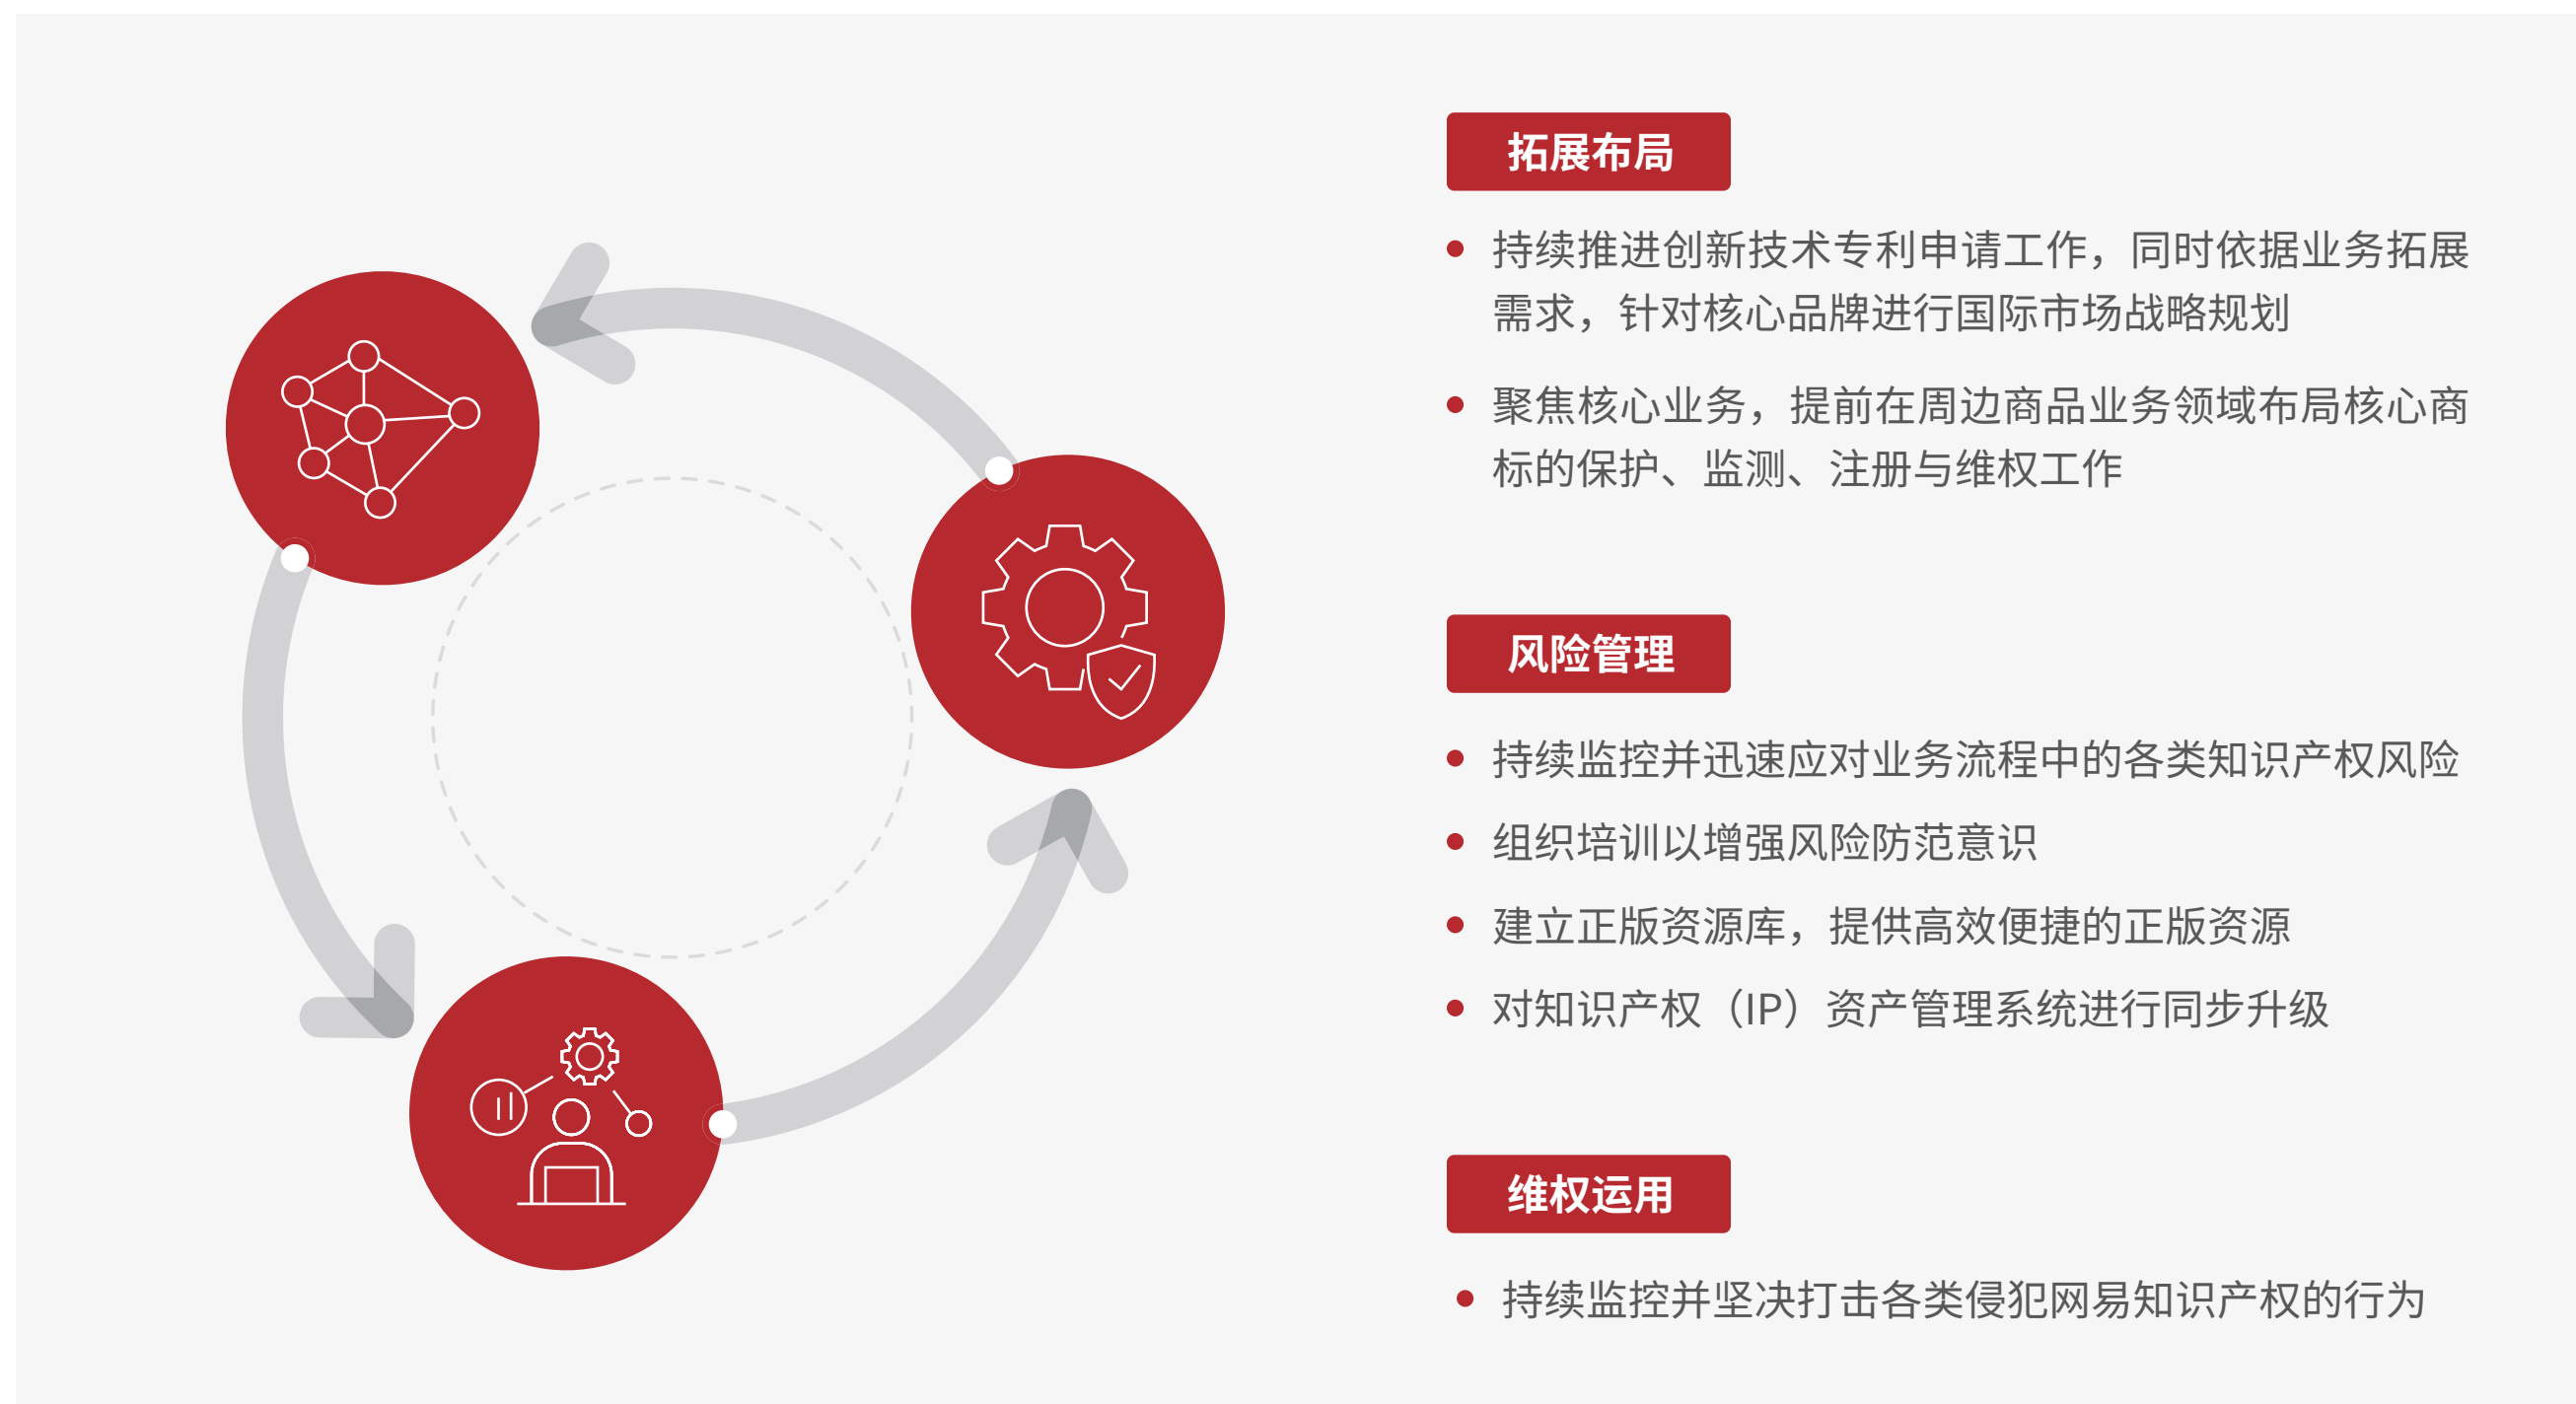 拓展布局
持续推进创新技术专利申请工作，同时依据业务拓展
需求，针对核心品牌进行国际市场战略规划
聚焦核心业务，提前在周边商品业务领域布局核心商
标的保护、监测、注册与维权工作
风险管理
持续监控并迅速应对业务流程中的各类知识产权风险
组织培训以增强风险防范意识
建立正版资源库，提供高效便捷的正版资源
对知识产权（IP）资产管理系统进行同步升级
维权运用
持续监控并坚决打击各类侵犯网易知识产权的行为